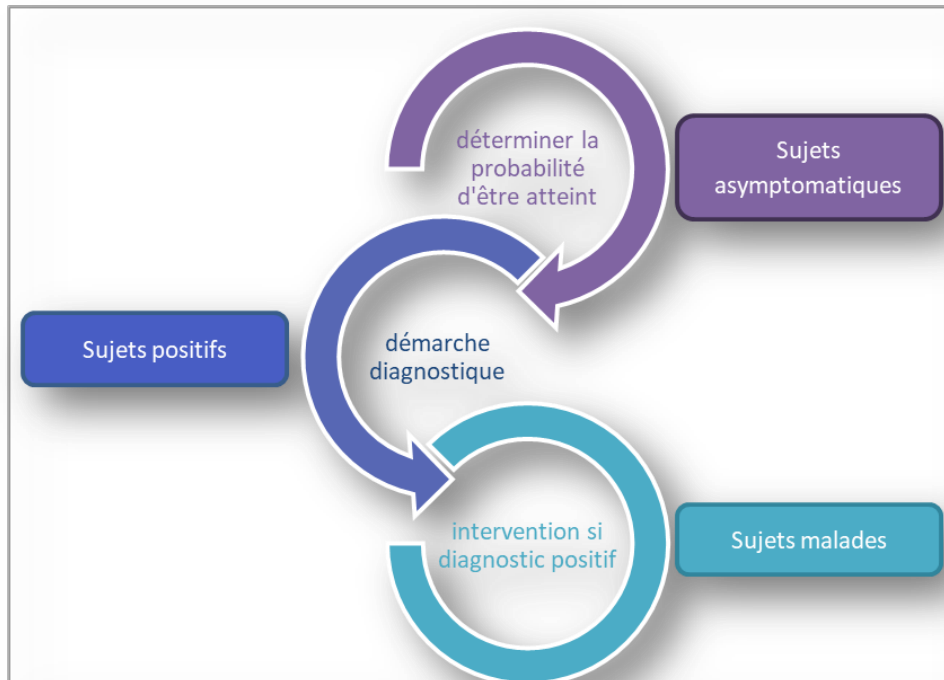 déterminer la
probabilité
d'être atteint
Sujets
asymptomatiques
Sujets positifs
démarche
diagnostique
intervention si
diagnostic positif
Sujets malades